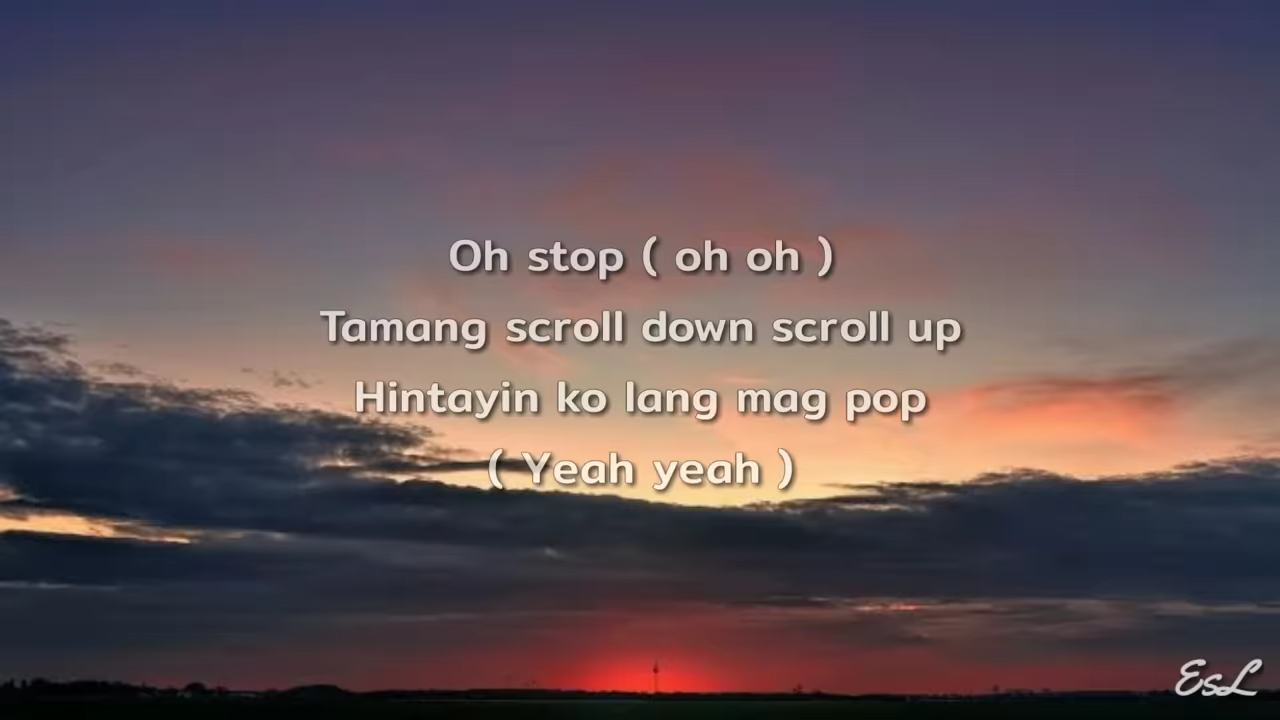 Oh stop ( oh oh )
Tamang scroll down scroll up
Hintayin ko lang mag pop
( Yeah yeah )
EsL